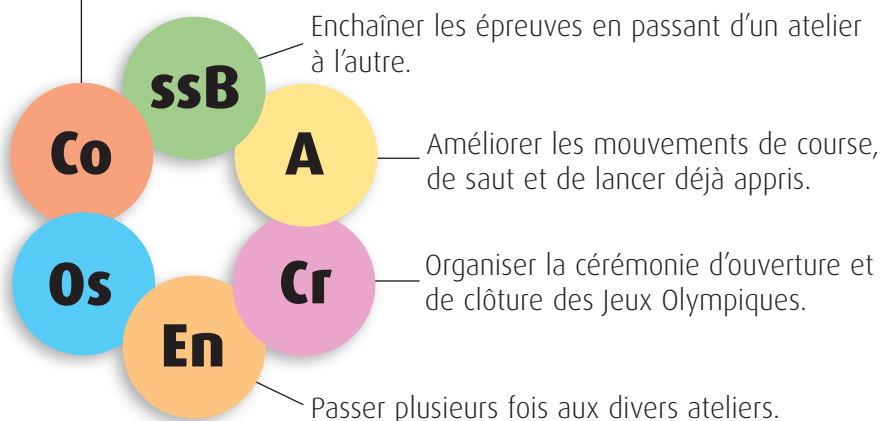 ssB
Enchaîner les épreuves en passant d’un atelier
à l’autre.
Co
A
Améliorer les mouvements de course,
de saut et de lancer déjà appris.
Os
Cr
Organiser la cérémonie d’ouverture et
de clôture des Jeux Olympiques.
En
Passer plusieurs fois aux divers ateliers.